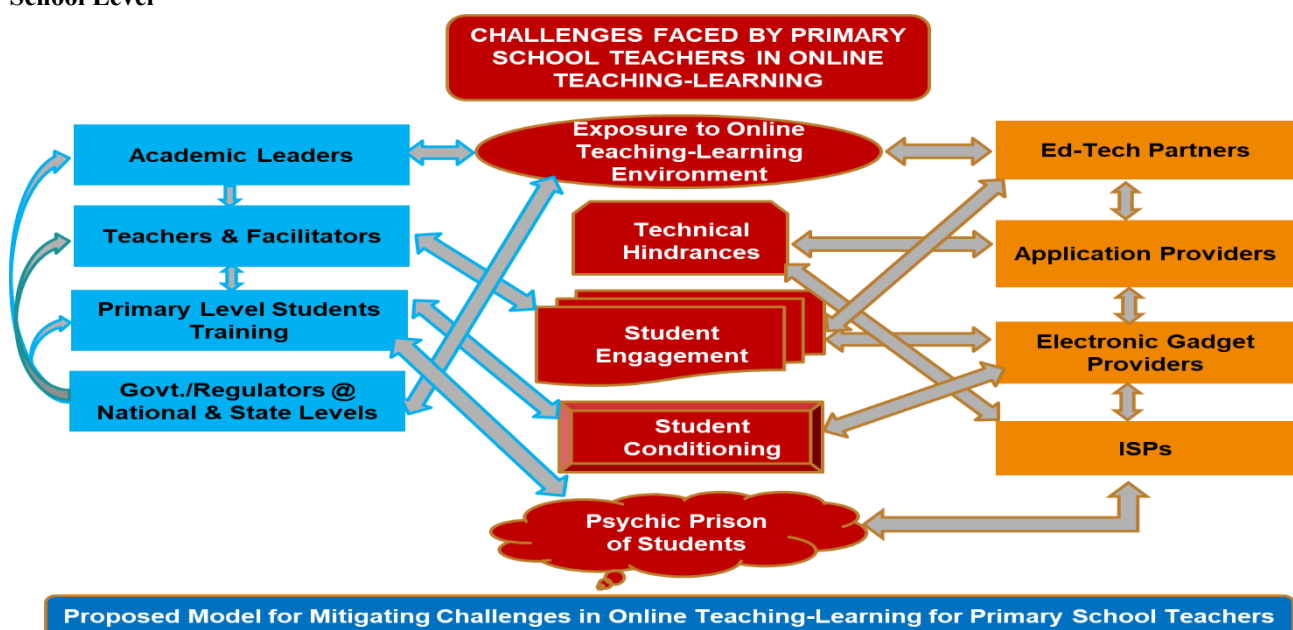 School Level
CHALLENGES FACED BY PRIMARY
SCHOOL TEACHERS IN ONLINE
TEACHING-LEARNING
Academic Leaders
Teachers & Facilitators
Primary Level Students
Training
Govt./Regulators @
National & State Levels
Exposure to Online
Teaching-Learning
Environment
Technical
Hindrances
Student
Engagement
Student
Conditioning
Psychic Prison
of Students
Ed-Tech Partners
Application Providers
Electronic Gadget
Providers
ISPs
Proposed Model for Mitigating Challenges in Online Teaching-Learning for Primary School Teachers